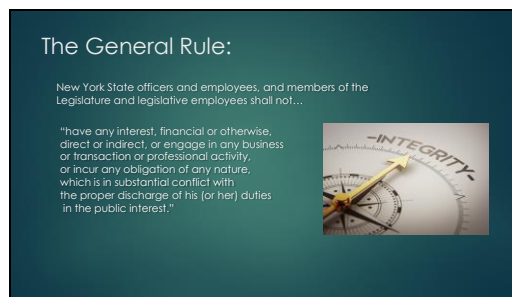 The General Rule:
New York State officers and employees, and members of the
Legislature and legislative employees shall not…
“have any interest, financial or otherwise,
direct or indirect, or engage in any business
or transaction or professional activity,
or incur any obligation of any nature,
which is in substantial conflict with
the proper discharge of his (or her) duties
in the public interest.”
-INTEGRITY-